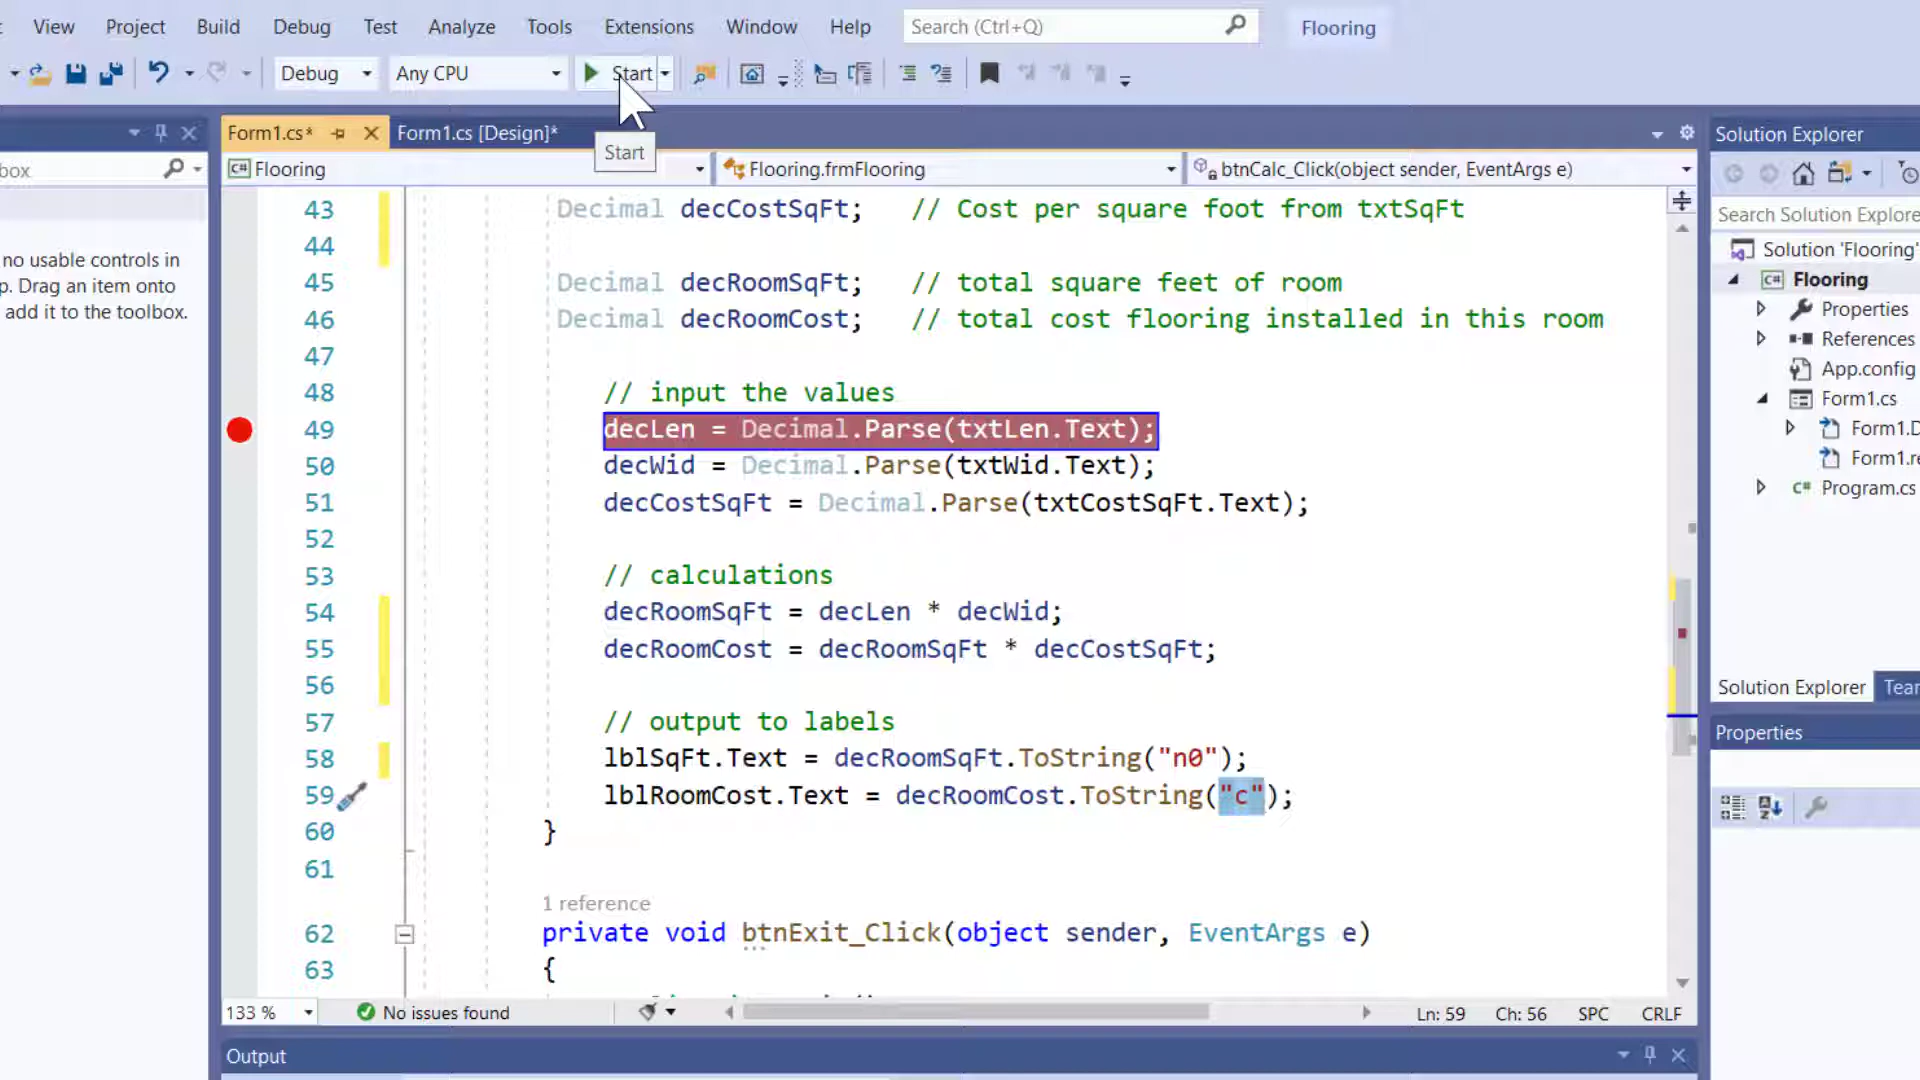 View Project Build Debug Test Analyze Tools Extensions Window Help Search (Ctrl+Q) Flooring
Debug Any CPU Start
Form1.cs* Form1.cs [Design]*
Start
Solution Explorer
box
C# Flooring Flooring.frmFlooring btnCalc_Click(object sender, EventArgs e)
no usable controls in
p. Drag an item onto
add it to the toolbox.
43 Decimal decCostSqFt; // Cost per square foot from txtSqFt
44
45 Decimal decRoomSqFt; // total square feet of room
46 Decimal decRoomCost; // total cost flooring installed in this room
47
48 // input the values
49 decLen = Decimal.Parse(txtLen.Text);
50 decWid = Decimal.Parse(txtWid.Text);
51 decCostSqFt = Decimal.Parse(txtCostSqFt.Text);
52
53 // calculations
54 decRoomSqFt = decLen * decWid;
55 decRoomCost = decRoomSqFt * decCostSqFt;
56
57 // output to labels
58 lblSqFt.Text = decRoomSqFt.ToString("n0");
59 lblRoomCost.Text = decRoomCost.ToString("c");
60 }
61
1 reference
62 private void btnExit_Click(object sender, EventArgs e)
63 {
133 % No issues found Ln: 59 Ch: 56 SPC CRLF
Output
Search Solution Explore
Solution 'Flooring'
C# Flooring
Properties
References
App.config
Form1.cs
Form1.D
Form1.re
C# Program.cs
Solution Explorer Tear
Properties